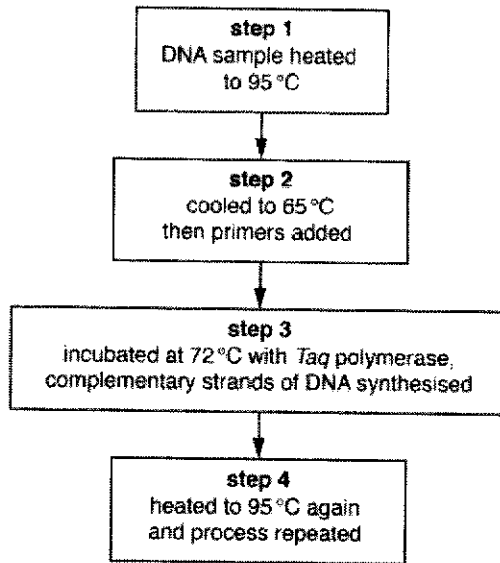 step 1
DNA sample heated
to 95 °C
step 2
cooled to 65 °C
then primers added
step 3
incubated at 72 °C with Taq polymerase,
complementary strands of DNA synthesised
step 4
heated to 95 °C again
and process repeated